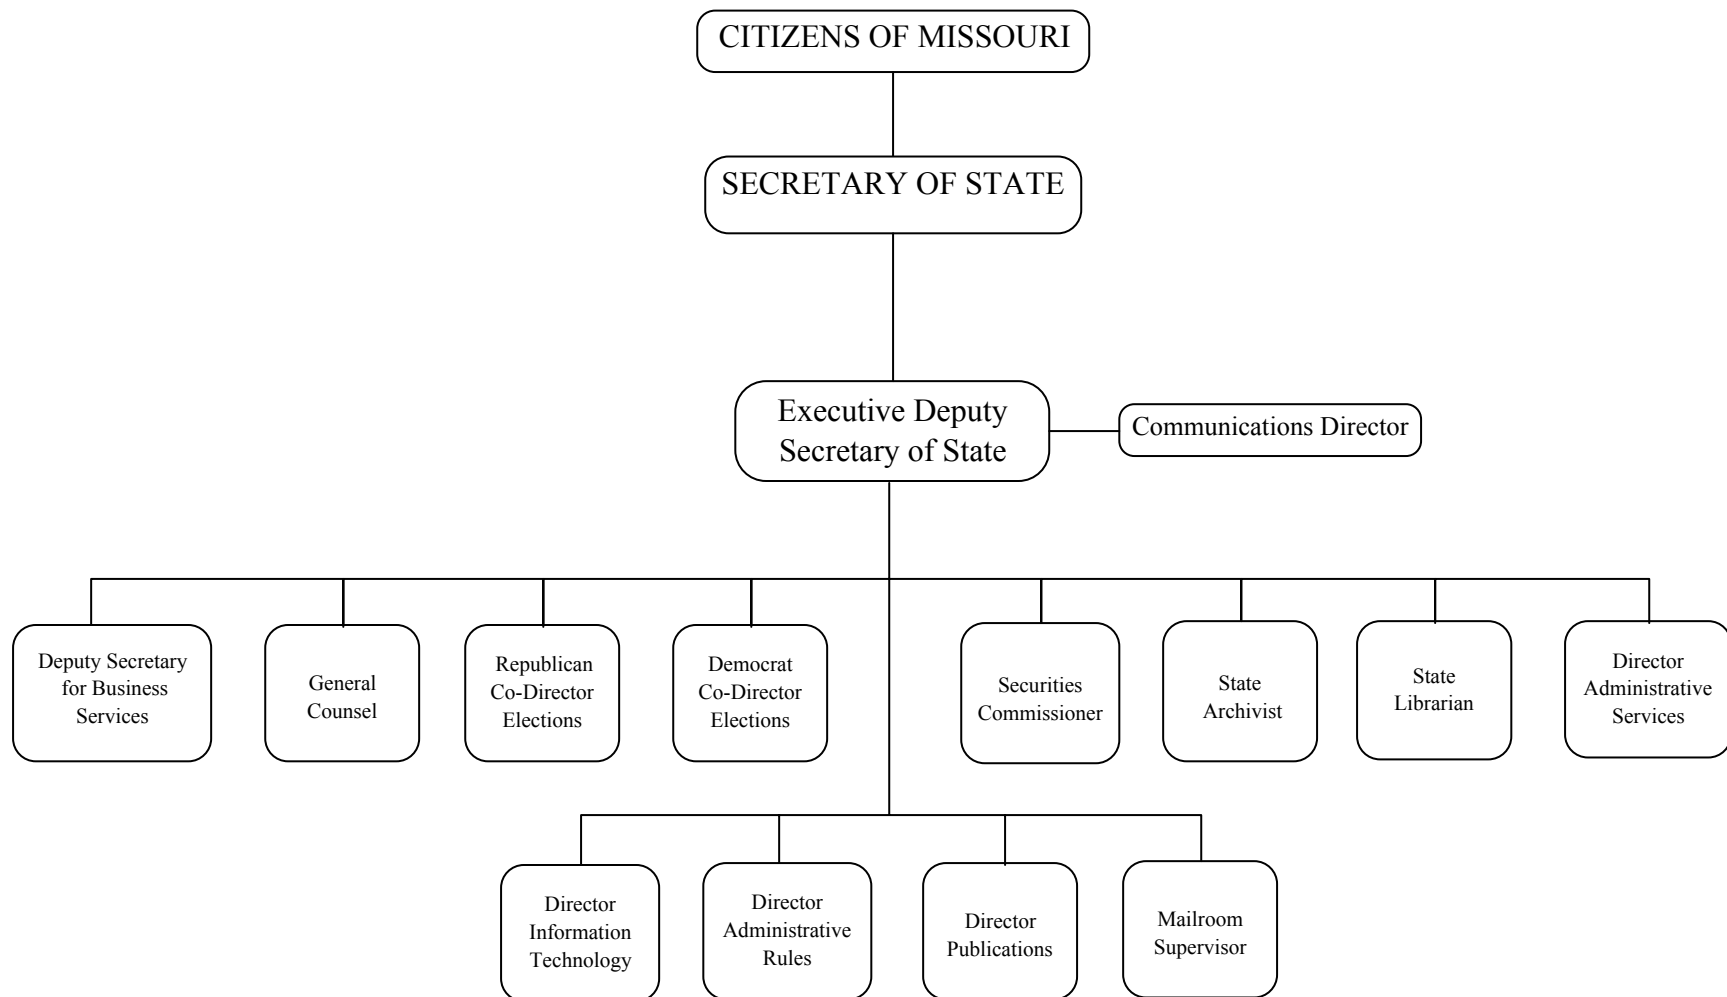 CITIZENS OF MISSOURI
SECRETARY OF STATE
Executive Deputy
Secretary of State
Communications Director
Deputy Secretary
for Business
Services
General
Counsel
Republican
Co-Director
Elections
Democrat
Co-Director
Elections
Securities
Commissioner
State
Archivist
State
Librarian
Director
Administrative
Services
Director
Information
Technology
Director
Administrative
Rules
Director
Publications
Mailroom
Supervisor